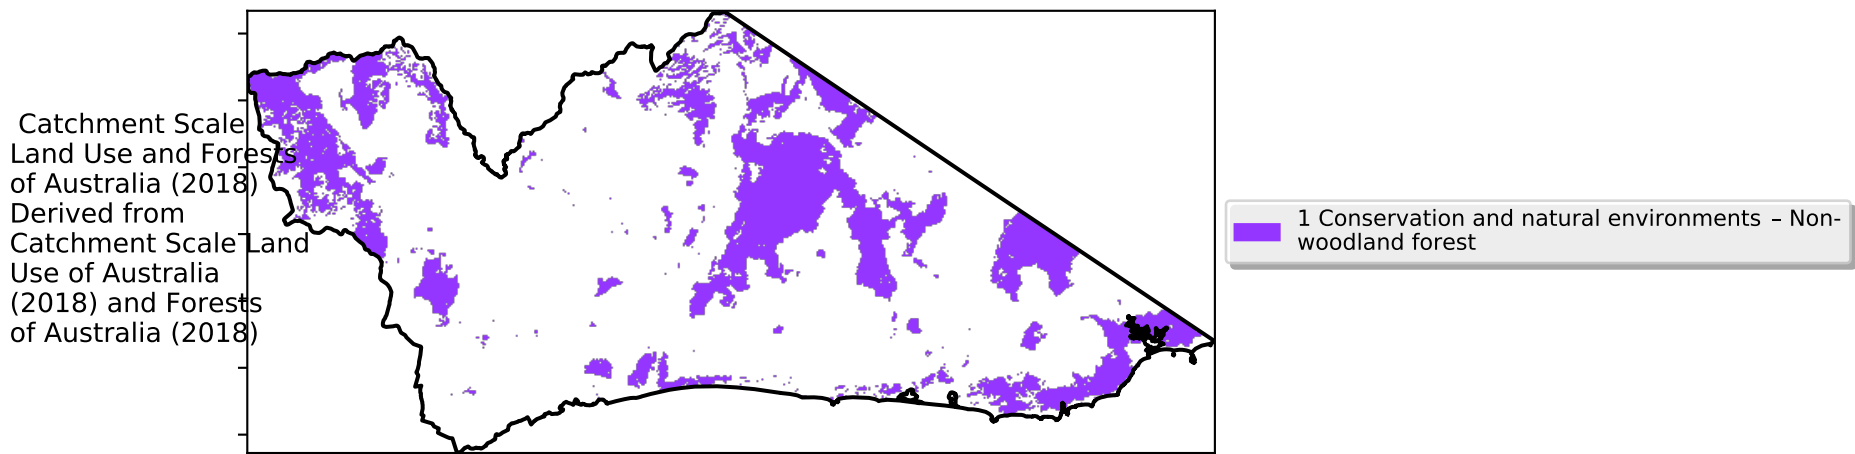 Catchment Scale
Land Use and Forests
of Australia (2018)
Derived from
Catchment Scale Land
Use of Australia
(2018) and Forests
of Australia (2018)
1 Conservation and natural environments – Non-
woodland forest